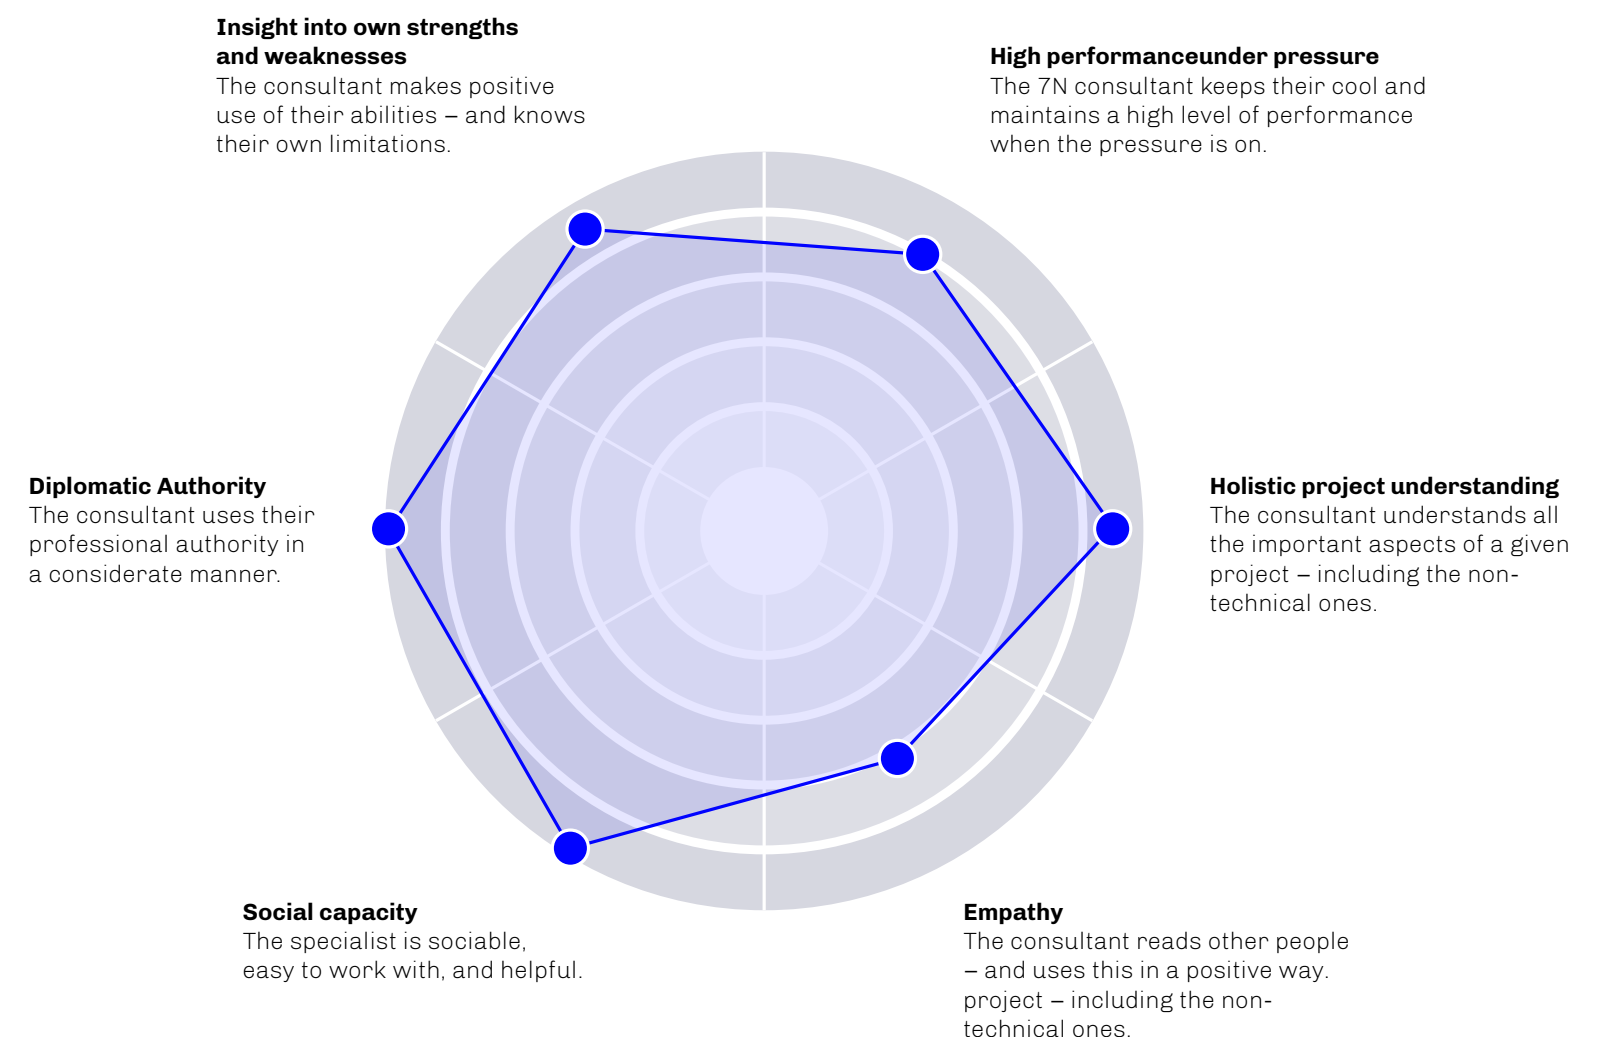 Insight into own strengths
and weaknesses
The consultant makes positive
use of their abilities – and knows
their own limitations.
High performanceunder pressure
The 7N consultant keeps their cool and
maintains a high level of performance
when the pressure is on.
Diplomatic Authority
The consultant uses their
professional authority in
a considerate manner.
Holistic project understanding
The consultant understands all
the important aspects of a given
project – including the non-
technical ones.
Social capacity
The specialist is sociable,
easy to work with, and helpful.
Empathy
The consultant reads other people
– and uses this in a positive way.
project – including the non-
technical ones.